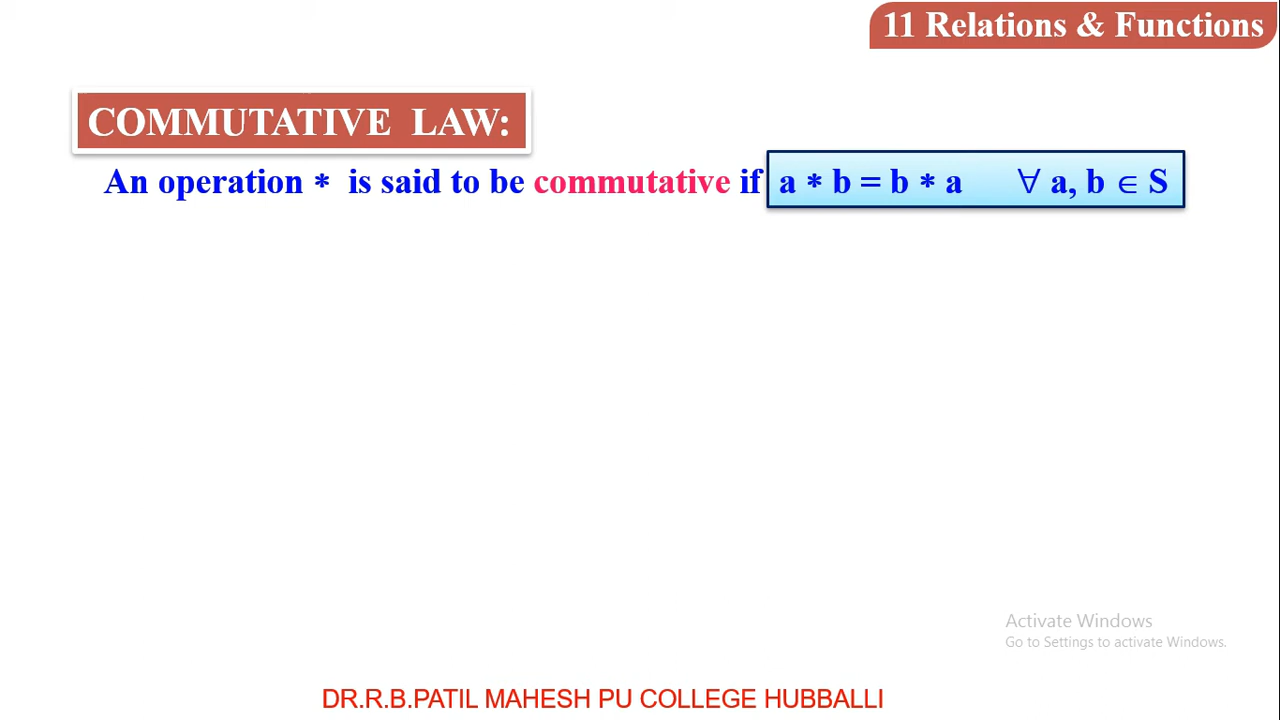 11 Relations & Functions
COMMUTATIVE LAW:
An operation * is said to be commutative if a * b = b * a ∀ a, b ∈ S
Activate Windows
Go to Settings to activate Windows.
DR.R.B.PATIL MAHESH PU COLLEGE HUBBALLI